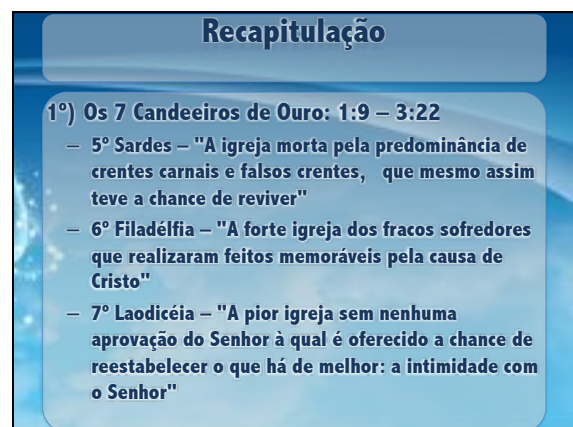 Recapitulação
1º) Os 7 Candeeiros de Ouro: 1:9 – 3:22
– 5º Sardes – "A igreja morta pela predominância de
crentes carnais e falsos crentes, que mesmo assim
teve a chance de reviver"
– 6º Filadélfia – "A forte igreja dos fracos sofredores
que realizaram feitos memoráveis pela causa de
Cristo"
– 7º Laodicéia – "A pior igreja sem nenhuma
aprovação do Senhor à qual é oferecido a chance de
reestabelecer o que há de melhor: a intimidade com
o Senhor"